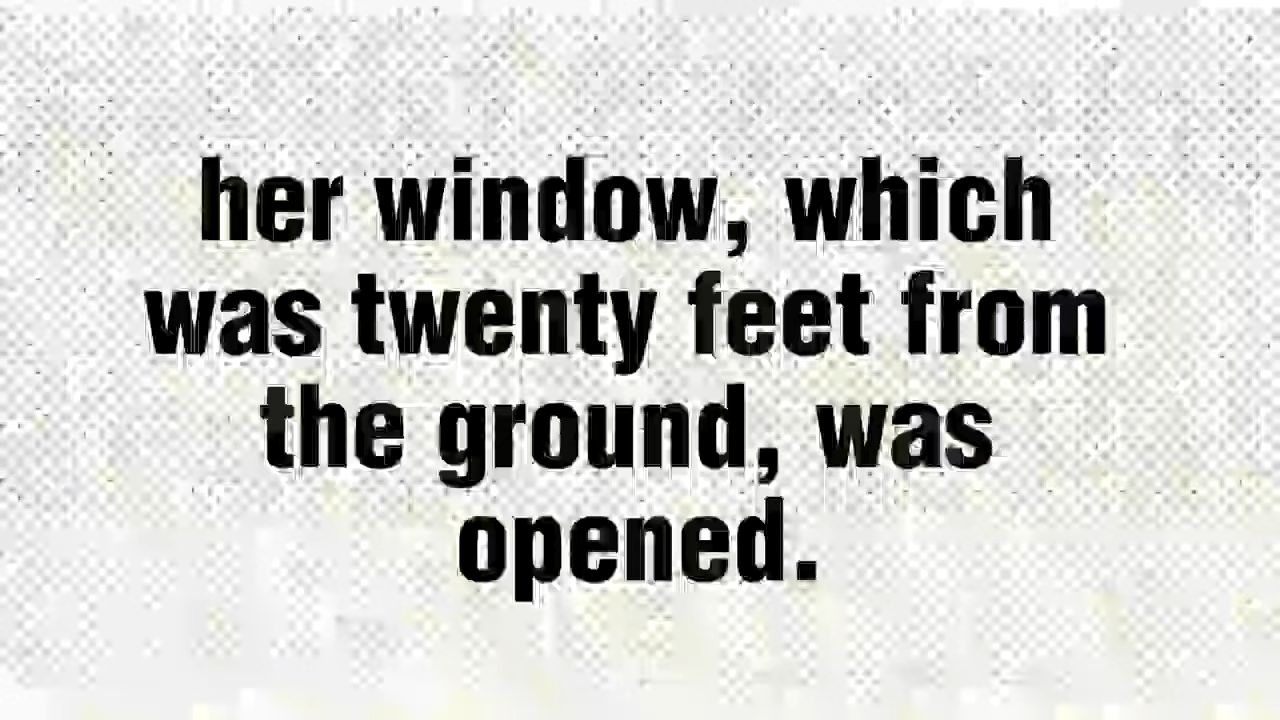 her window, which
was twenty feet from
the ground, was
opened.